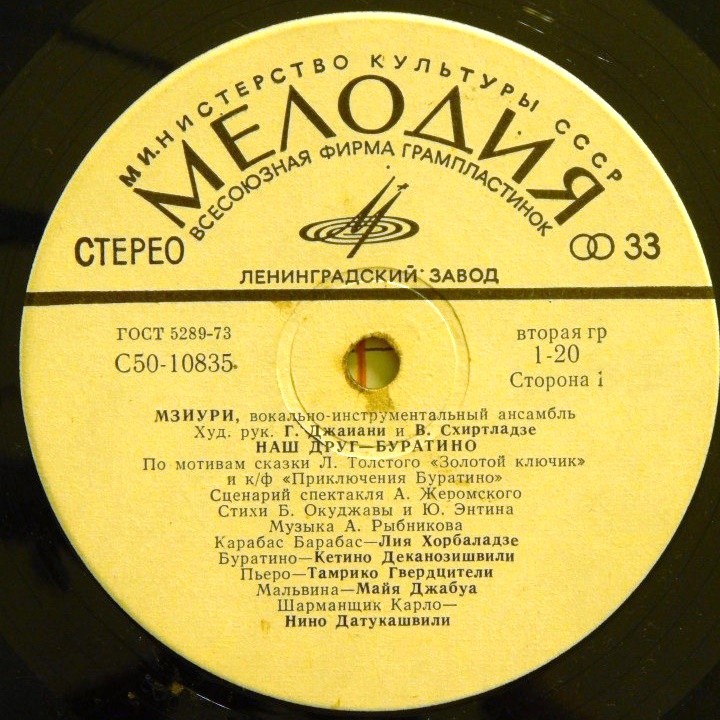 МИНИСТЕРСТВО КУЛЬТУРЫ СССР
МЕЛОДИЯ
ВСЕСОЮЗНАЯ ФИРМА ГРАМПЛАСТИНОК
СТЕРЕО 33
ЛЕНИНГРАДСКИЙ ЗАВОД
ГОСТ 5289-73 вторая гр
С50-10835 1-20
Сторона 1
МЗИУРИ, вокально-инструментальный ансамбль
Худ. рук. Г. Джаиани и В. Схиртладзе
НАШ ДРУГ—БУРАТИНО
По мотивам сказки Л. Толстого «Золотой ключик»
и к/ф «Приключения Буратино»
Сценарий спектакля А. Жеромского
Стихи Б. Окуджавы и Ю. Энтина
Музыка А. Рыбникова
Карабас Барабас—Лия Хорбаладзе
Буратино—Кетино Деканозишвили
Пьеро—Тамрико Гвердцители
Мальвина—Майя Джабуа
Шарманщик Карло—
Нино Датукашвили